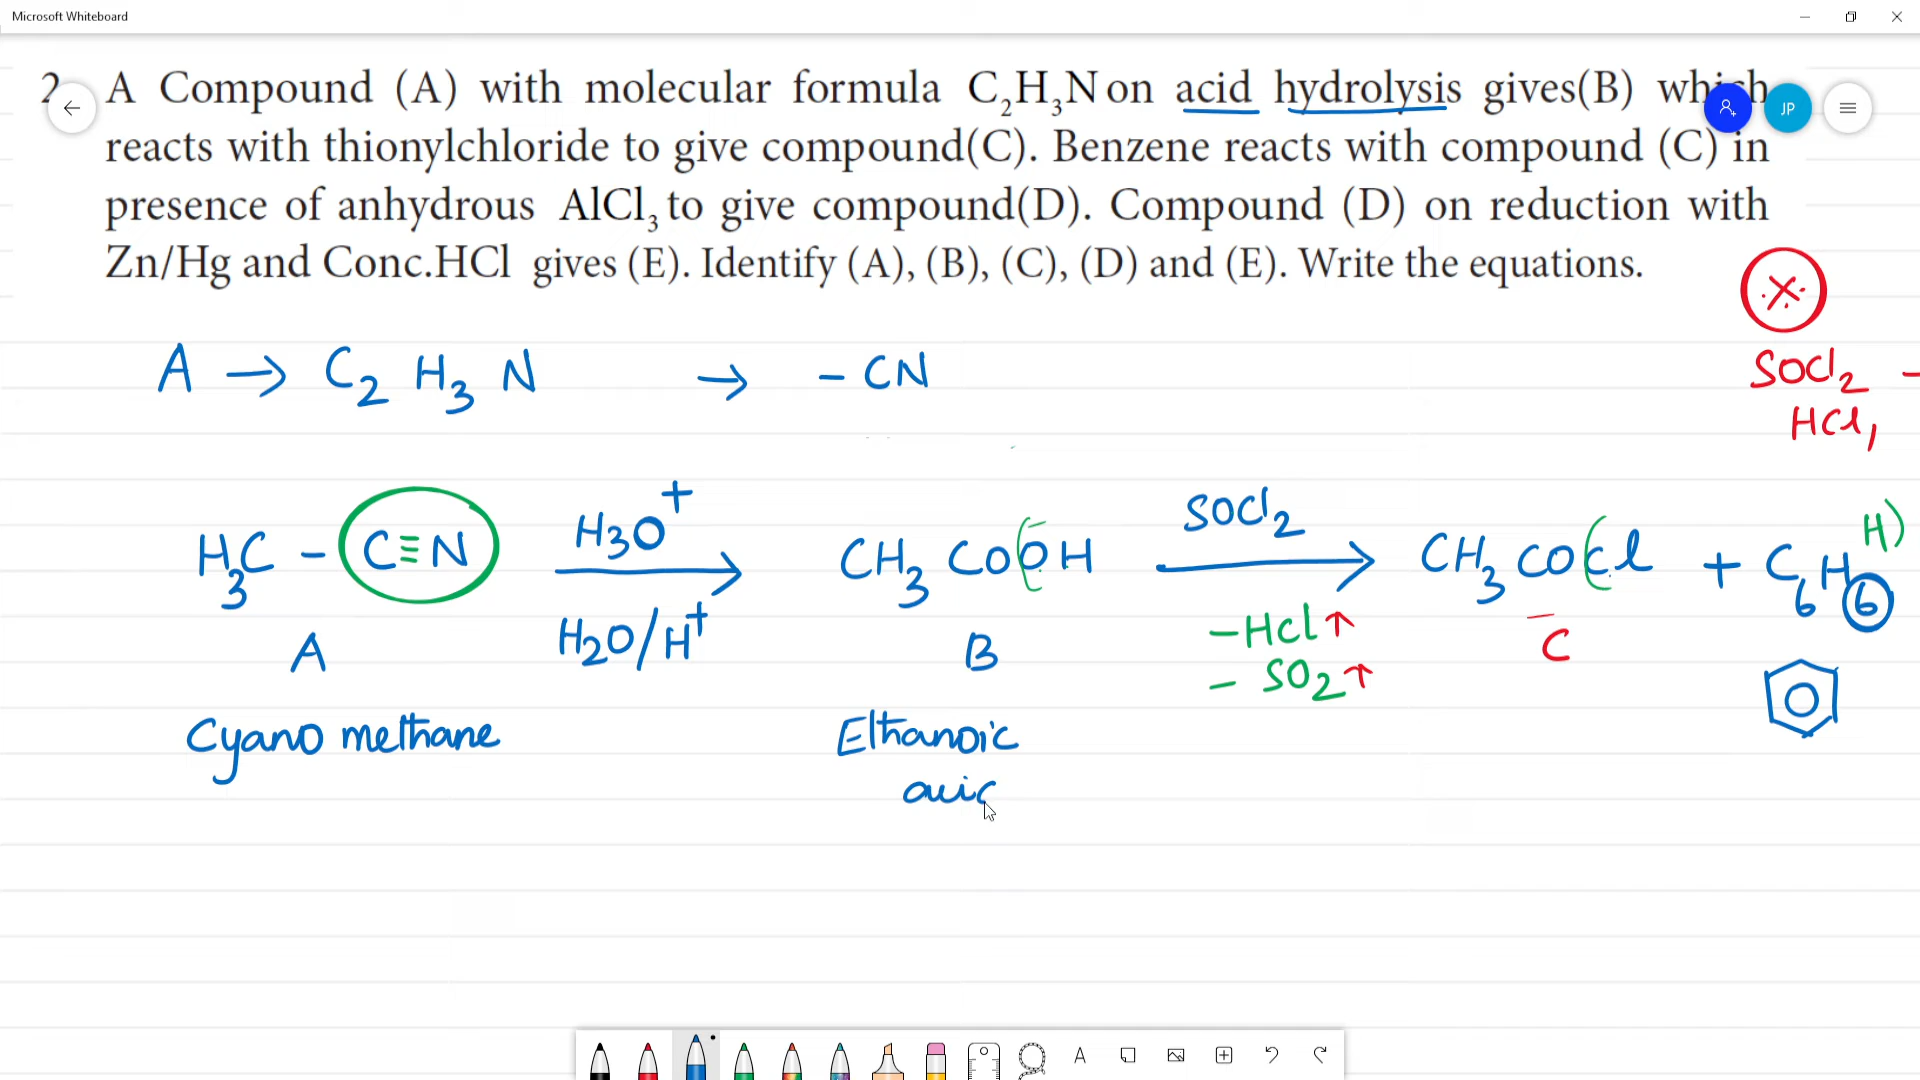 Microsoft Whiteboard
2 A Compound (A) with molecular formula C₂H₃N on acid hydrolysis gives(B) which
reacts with thionylchloride to give compound(C). Benzene reacts with compound (C) in
presence of anhydrous AlCl₃ to give compound(D). Compound (D) on reduction with
Zn/Hg and Conc.HCl gives (E). Identify (A), (B), (C), (D) and (E). Write the equations.
JP
X
A → C₂ H₃ N → - CN
SOCl₂ -
HCl,
H₃C - C≡N H₃O⁺ CH₃ COOH SOCl₂ CH₃ COCl + C₆H₆ H)
H₂O/H⁺ -HCl↑
- SO₂↑
A B C
Cyano methane Ethanoic
A